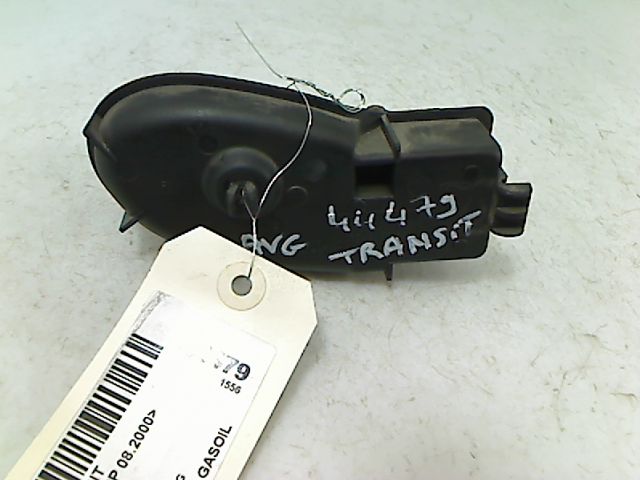 44479
AVG TRANSIT
79
1556
P 08.2000>
G
GASOIL